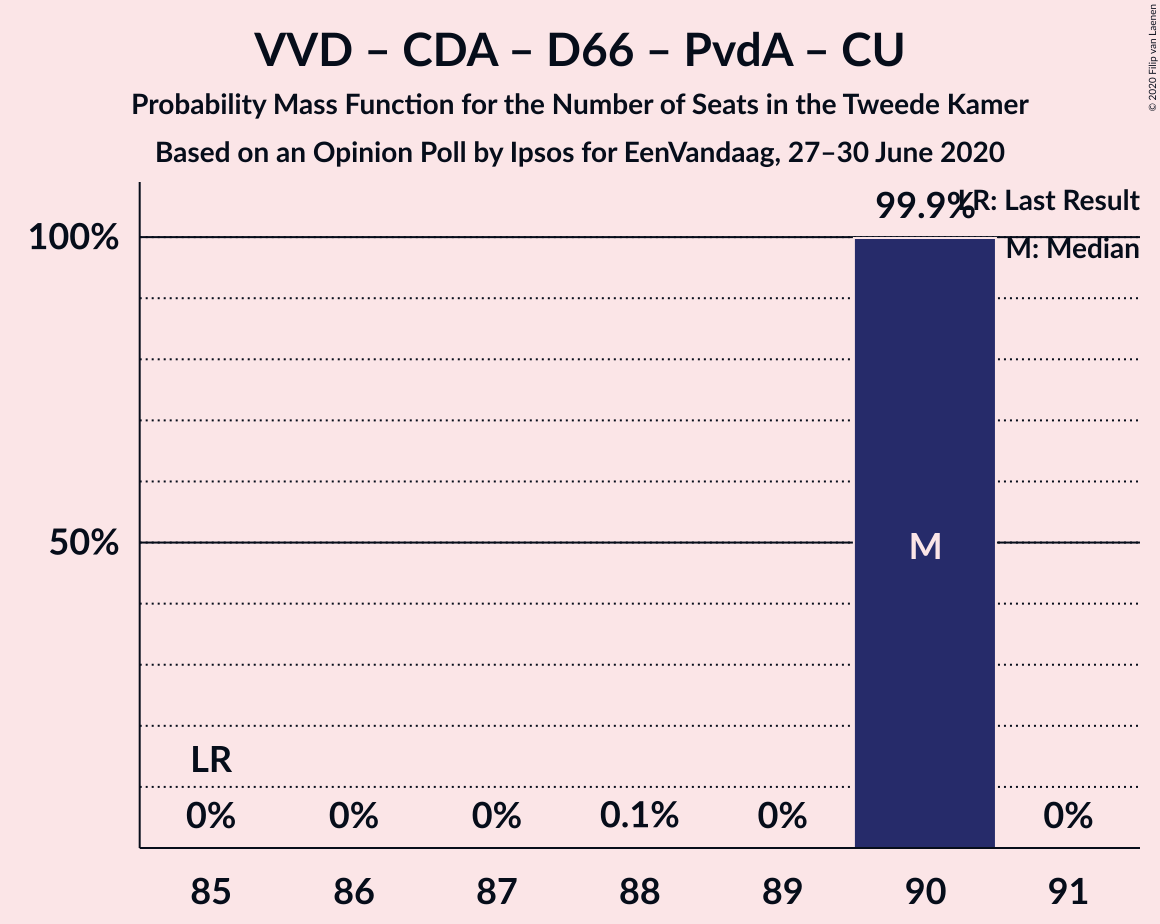 VVD – CDA – D66 – PvdA – CU
Probability Mass Function for the Number of Seats in the Tweede Kamer
Based on an Opinion Poll by Ipsos for EenVandaag, 27–30 June 2020
© 2020 Filip van Laenen
LR: Last Result
M: Median
99.9%
100%
50%
M
LR
0% 0% 0% 0.1% 0% 0%
85 86 87 88 89 90 91